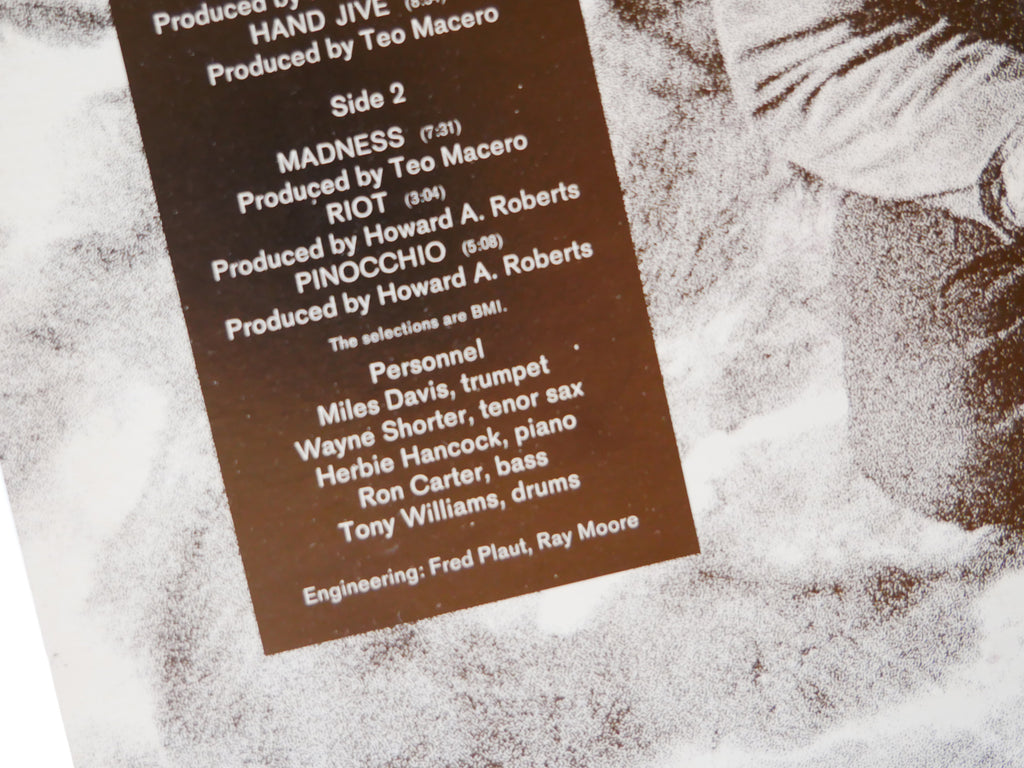 Produced by
HAND JIVE
Produced by Teo Macero
Side 2
MADNESS (7:31)
Produced by Teo Macero
RIOT (3:04)
Produced by Howard A. Roberts
PINOCCHIO (5:08)
Produced by Howard A. Roberts
The selections are BMI.
Personnel
Miles Davis, trumpet
Wayne Shorter, tenor sax
Herbie Hancock, piano
Ron Carter, bass
Tony Williams, drums
Engineering: Fred Plaut, Ray Moore